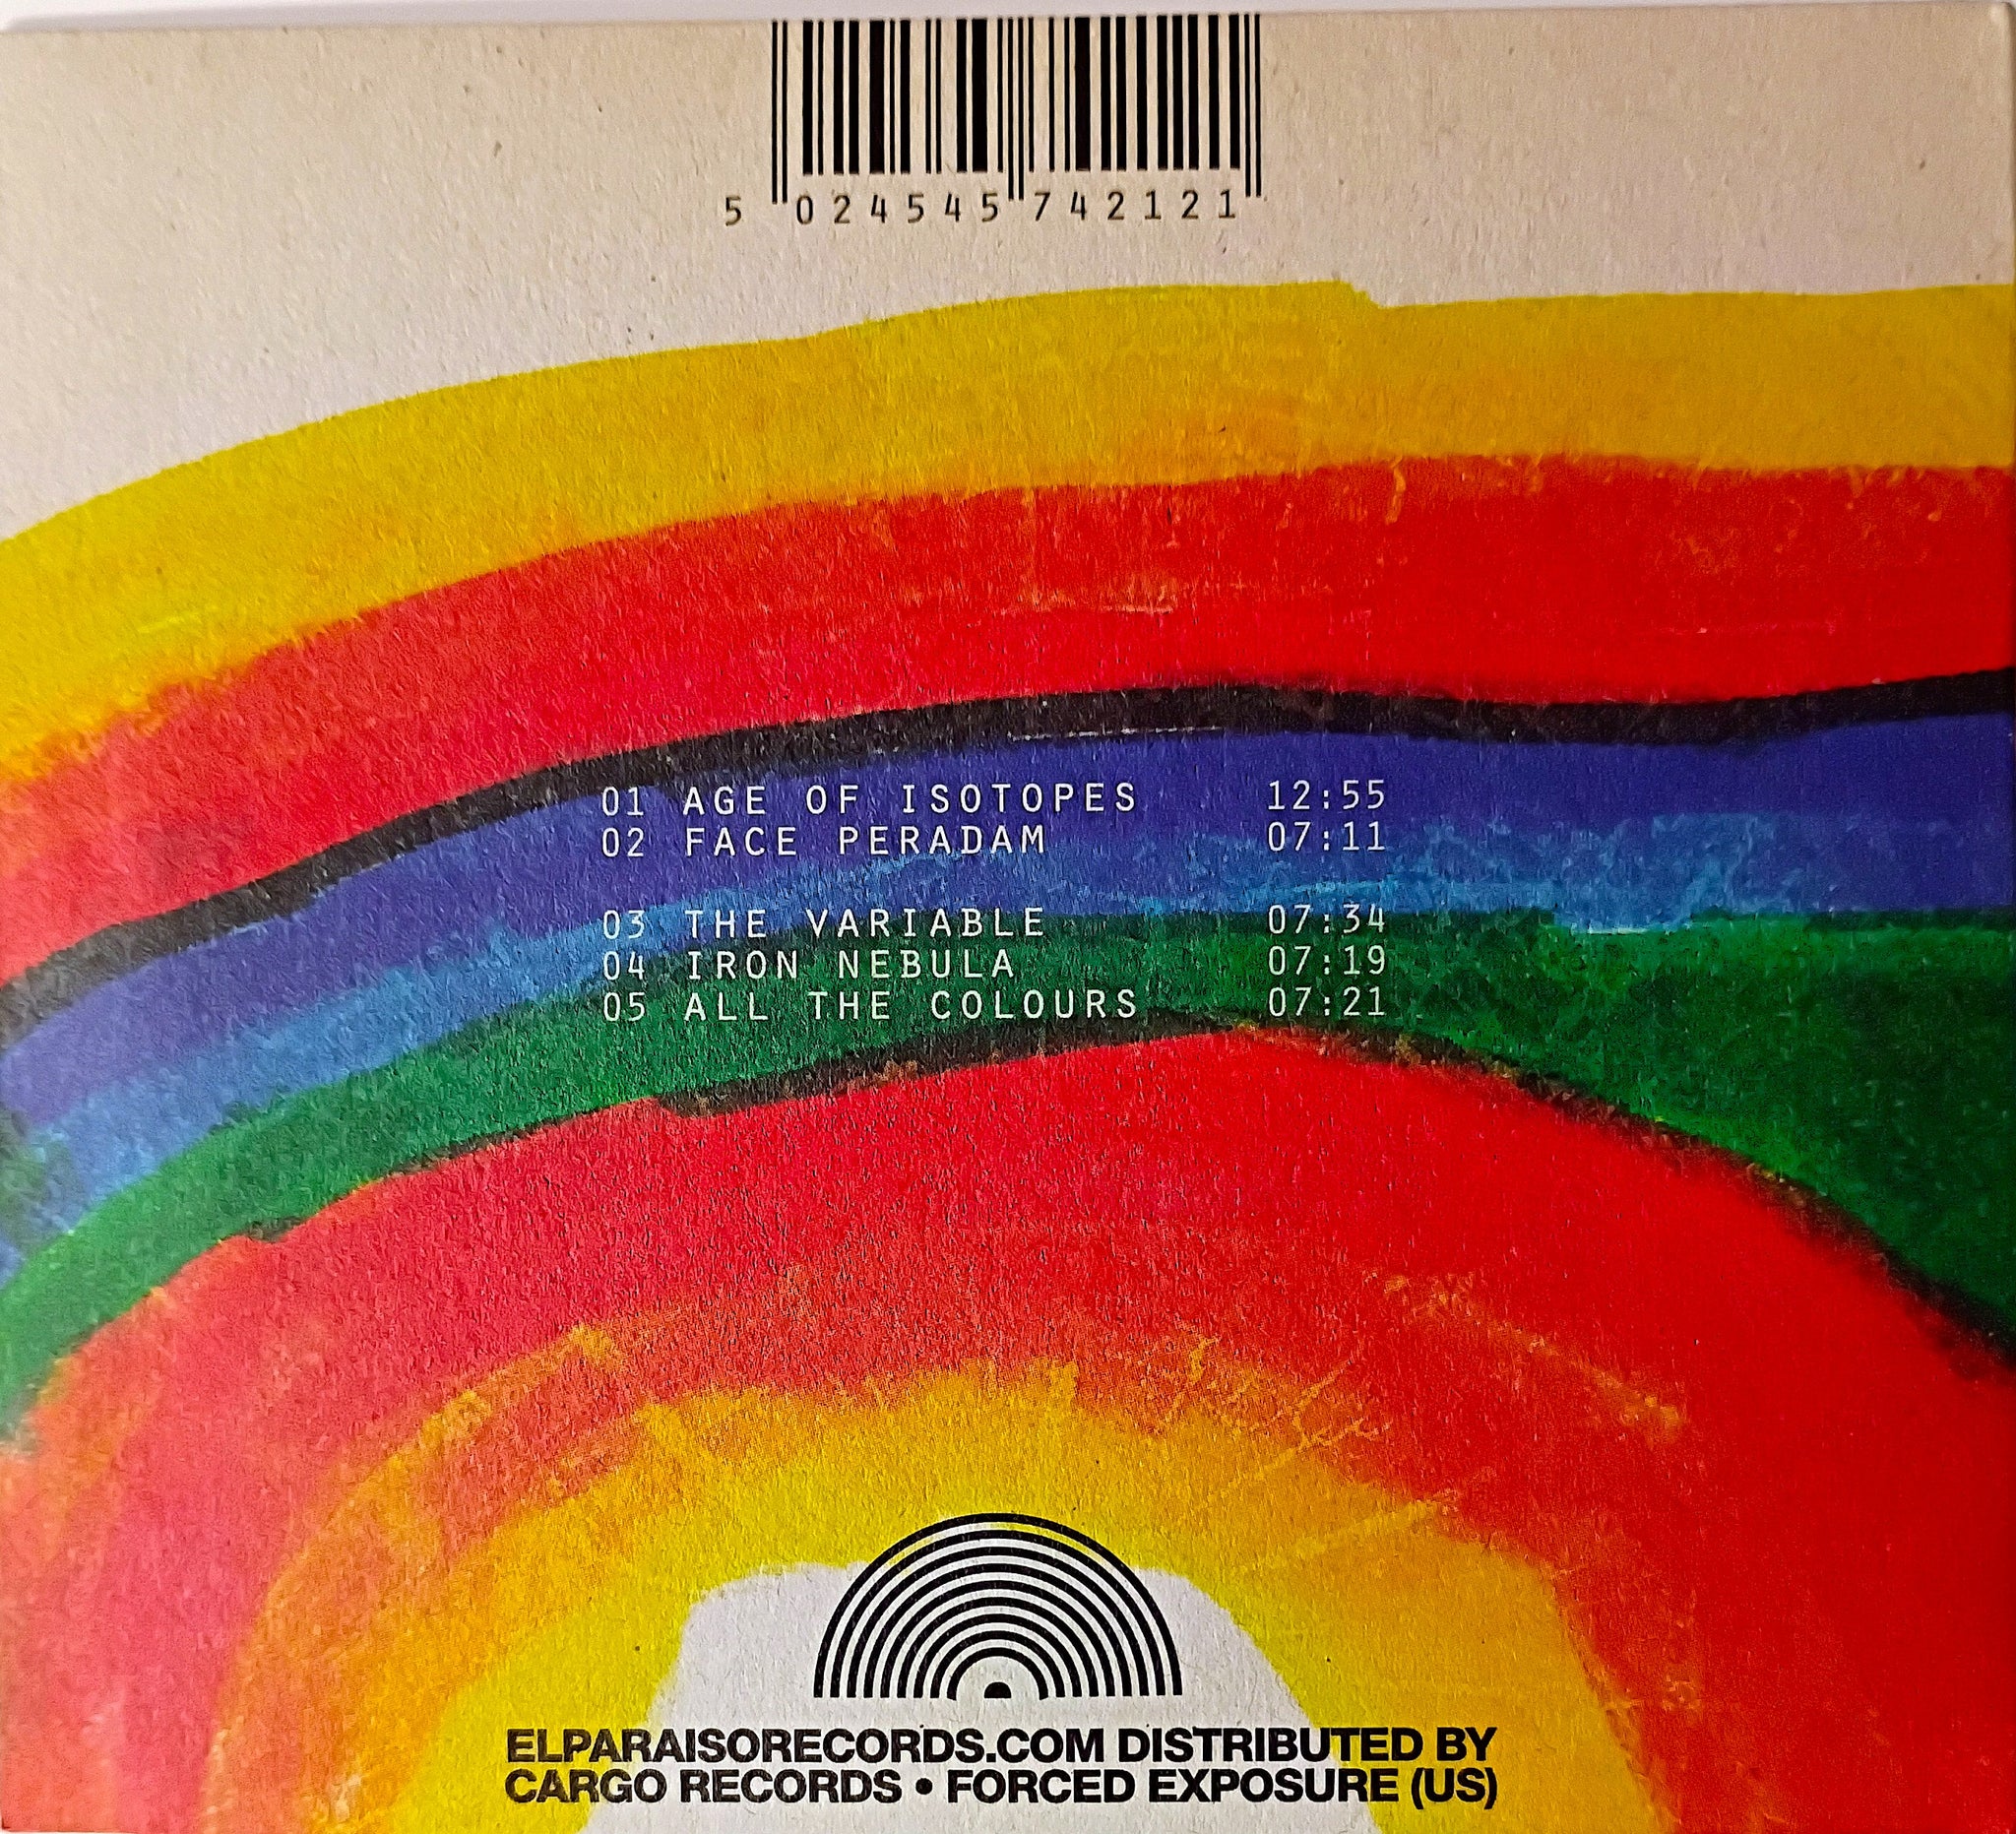 5 024545 742121
01 AGE OF ISOTOPES 12:55
02 FACE PERADAM 07:11
03 THE VARIABLE 07:34
04 IRON NEBULA 07:19
05 ALL THE COLOURS 07:21
ELPARAISORECORDS.COM DISTRIBUTED BY
CARGO RECORDS • FORCED EXPOSURE (US)